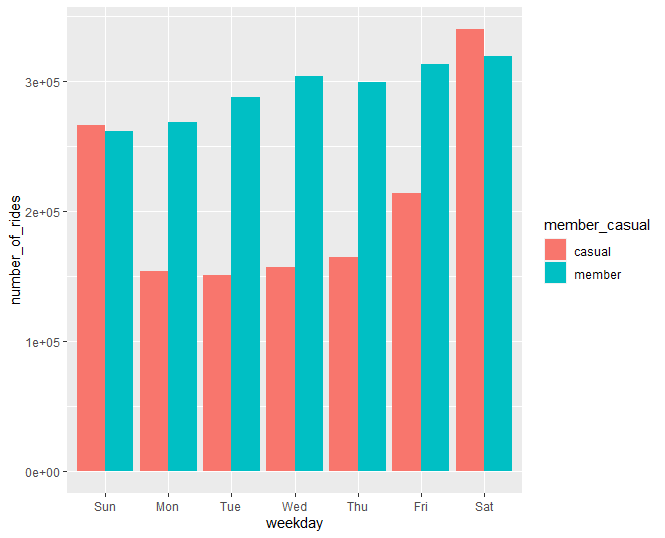 number_of_rides
3e+05
2e+05
1e+05
0e+00
Sun Mon Tue Wed Thu Fri Sat
weekday
member_casual
casual
member